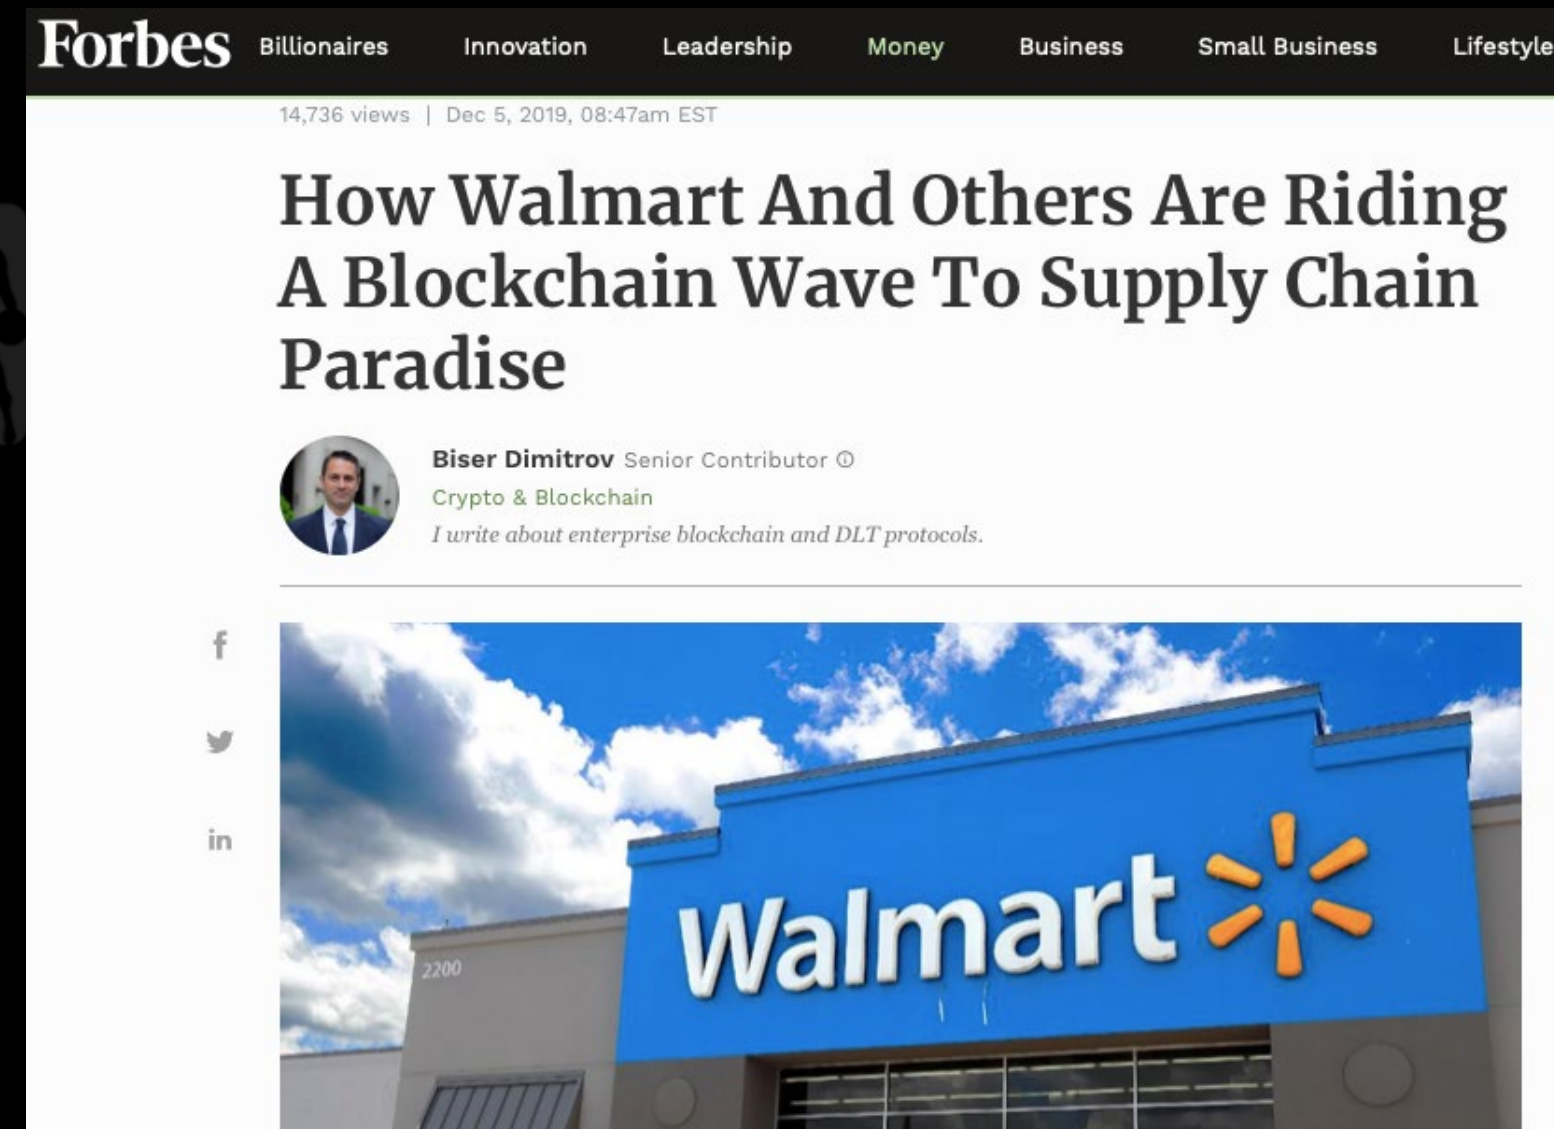 Forbes Billionaires Innovation Leadership Money Business Small Business Lifestyle
14,736 views | Dec 5, 2019, 08:47am EST
How Walmart And Others Are Riding
A Blockchain Wave To Supply Chain
Paradise
Biser Dimitrov Senior Contributor
Crypto & Blockchain
I write about enterprise blockchain and DLT protocols.
f
in
Walmart
2200